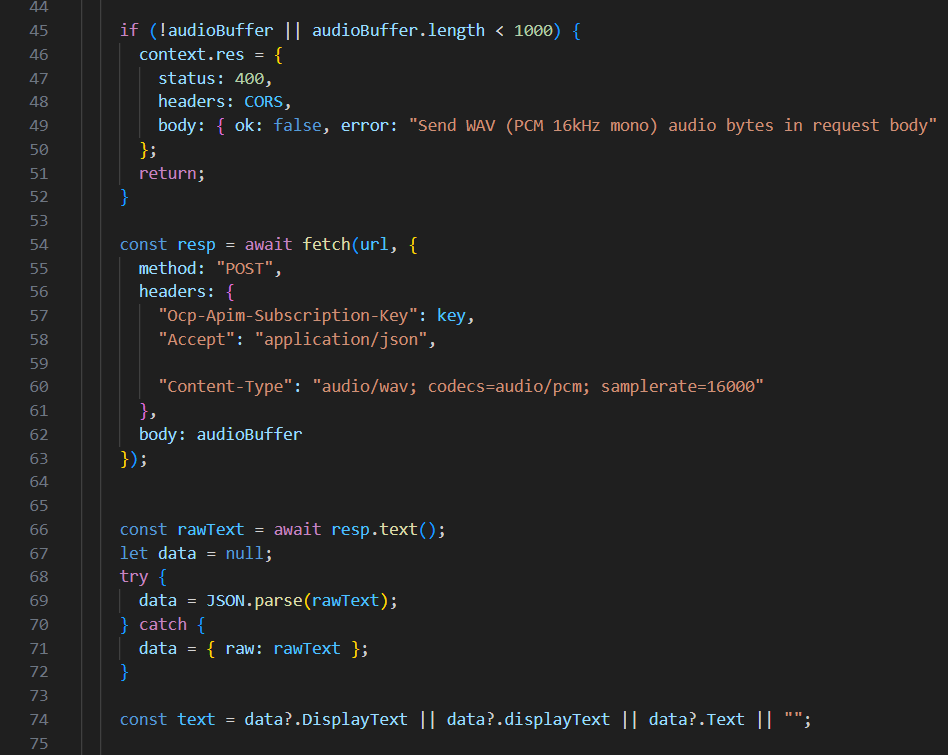 44
45 if (!audioBuffer || audioBuffer.length < 1000) {
46 context.res = {
47 status: 400,
48 headers: CORS,
49 body: { ok: false, error: "Send WAV (PCM 16kHz mono) audio bytes in request body"
50 };
51 return;
52 }
53
54 const resp = await fetch(url, {
55 method: "POST",
56 headers: {
57 "Ocp-Apim-Subscription-Key": key,
58 "Accept": "application/json",
59
60 "Content-Type": "audio/wav; codecs=audio/pcm; samplerate=16000"
61 },
62 body: audioBuffer
63 });
64
65
66 const rawText = await resp.text();
67 let data = null;
68 try {
69 data = JSON.parse(rawText);
70 } catch {
71 data = { raw: rawText };
72 }
73
74 const text = data?.DisplayText || data?.displayText || data?.Text || "";
75